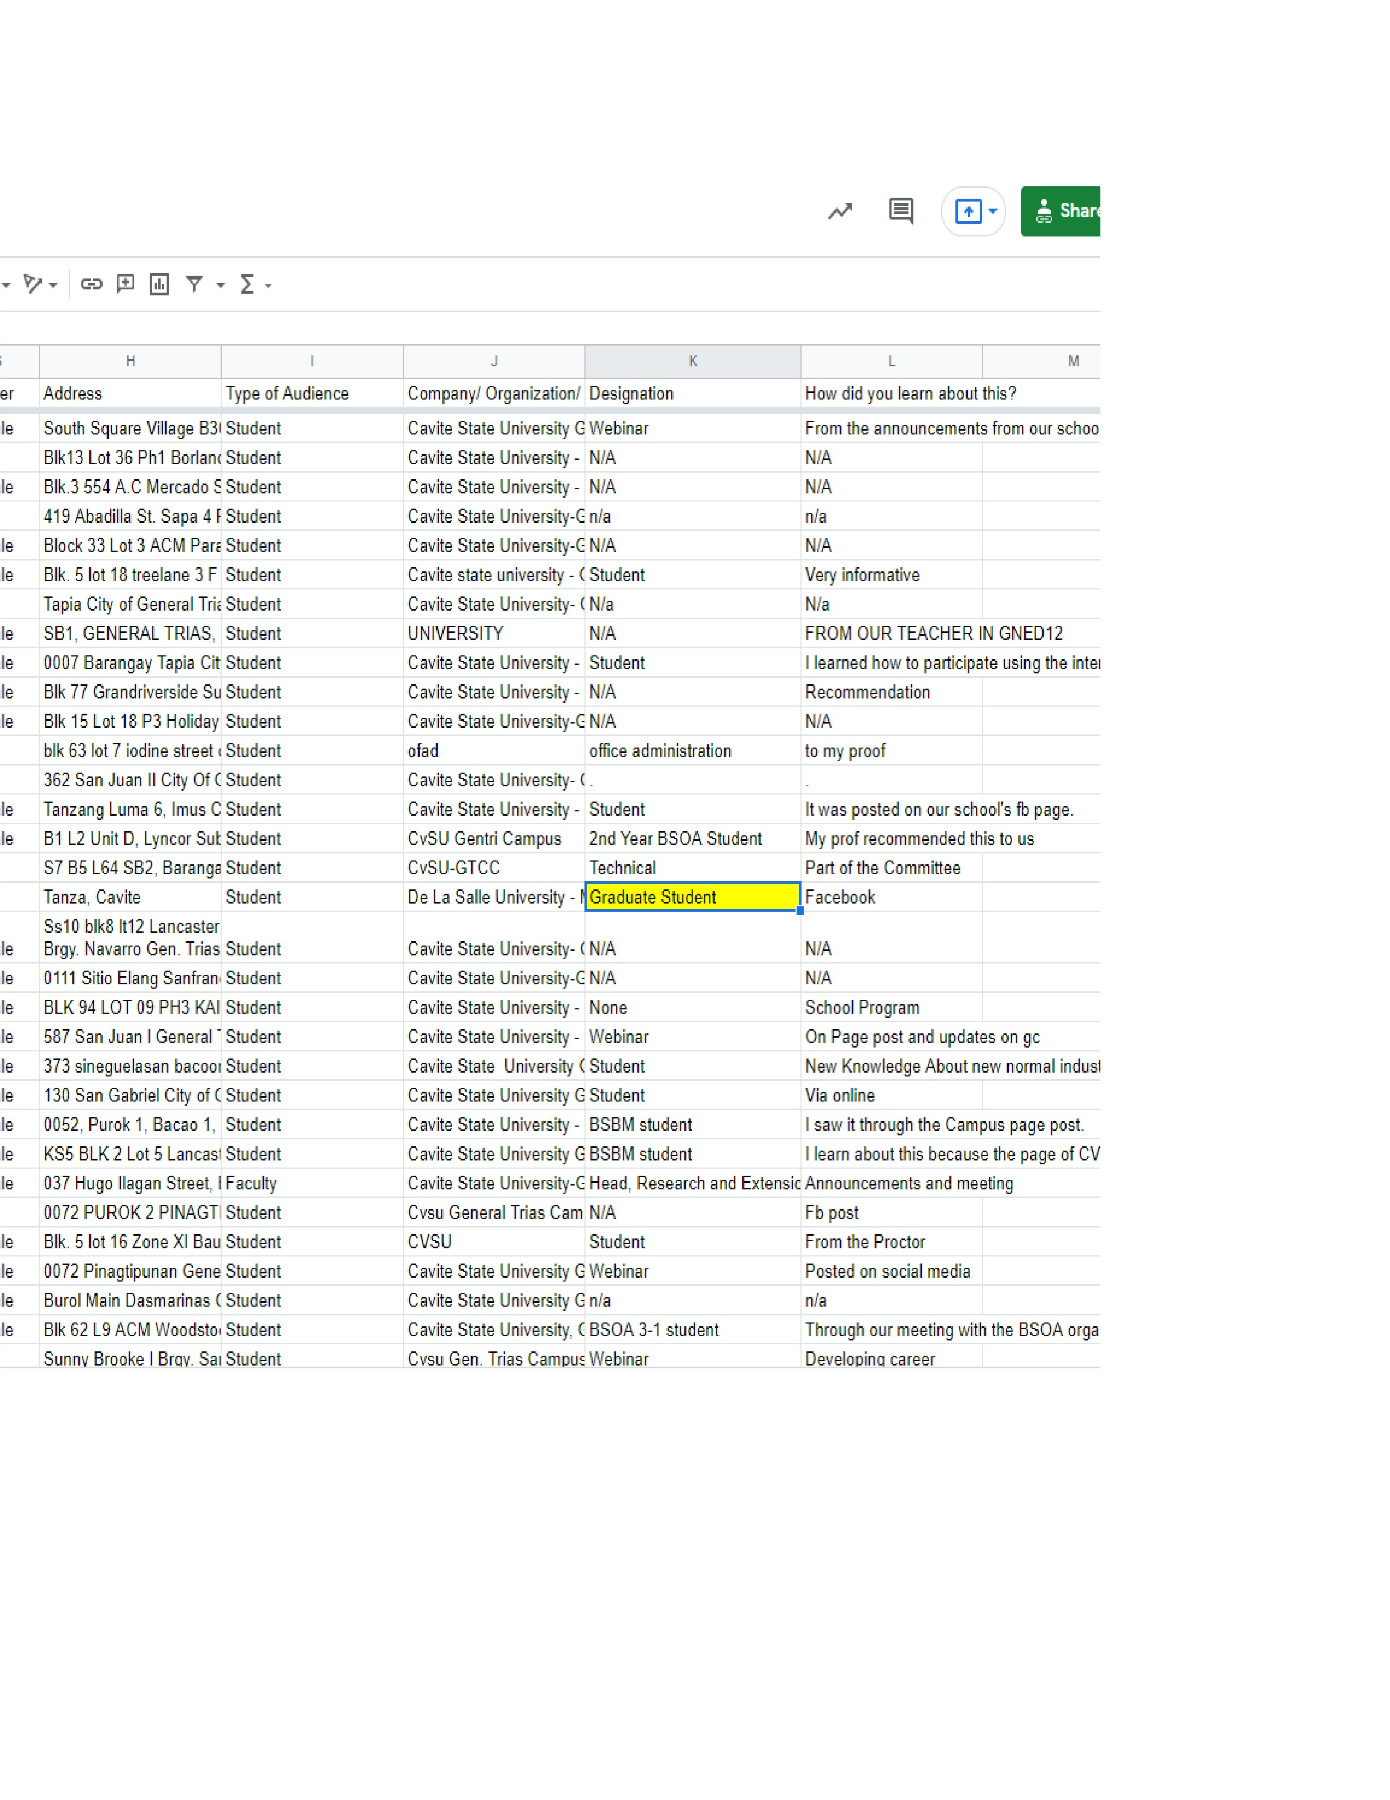 Share
H I J K L M
er Address Type of Audience Company/ Organization/ Designation How did you learn about this?
le South Square Village B3 Student Cavite State University G Webinar From the announcements from our schoo
Blk13 Lot 36 Ph1 Borland Student Cavite State University - N/A N/A
le Blk.3 554 A.C Mercado S Student Cavite State University - N/A N/A
419 Abadilla St. Sapa 4 Student Cavite State University-G n/a n/a
le Block 33 Lot 3 ACM Para Student Cavite State University-G N/A N/A
le Blk. 5 lot 18 treelane 3 F Student Cavite state university - Student Very informative
Tapia City of General Tria Student Cavite State University- N/a N/a
le SB1, GENERAL TRIAS, Student UNIVERSITY N/A FROM OUR TEACHER IN GNED12
le 0007 Barangay Tapia Cit Student Cavite State University - Student I learned how to participate using the inter
le Blk 77 Grandriverside Su Student Cavite State University - N/A Recommendation
le Blk 15 Lot 18 P3 Holiday Student Cavite State University-G N/A N/A
blk 63 lot 7 iodine street Student ofad office administration to my proof
362 San Juan II City Of G Student Cavite State University- . .
le Tanzang Luma 6, Imus C Student Cavite State University - Student It was posted on our school's fb page.
le B1 L2 Unit D, Lyncor Sub Student CvSU Gentri Campus 2nd Year BSOA Student My prof recommended this to us
S7 B5 L64 SB2, Baranga Student CvSU-GTCC Technical Part of the Committee
Tanza, Cavite Student De La Salle University - Graduate Student Facebook
Ss10 blk8 lt12 Lancaster
le Brgy. Navarro Gen. Trias Student Cavite State University- N/A N/A
le 0111 Sitio Elang Sanfran Student Cavite State University-G N/A N/A
le BLK 94 LOT 09 PH3 KAI Student Cavite State University - None School Program
le 587 San Juan I General Student Cavite State University - Webinar On Page post and updates on gc
le 373 sineguelasan bacoor Student Cavite State University Student New Knowledge About new normal indust
le 130 San Gabriel City of G Student Cavite State University G Student Via online
le 0052, Purok 1, Bacao 1, Student Cavite State University - BSBM student I saw it through the Campus page post.
le KS5 BLK 2 Lot 5 Lancast Student Cavite State University G BSBM student I learn about this because the page of CV
le 037 Hugo Ilagan Street, Faculty Cavite State University-G Head, Research and Extensio Announcements and meeting
0072 PUROK 2 PINAGTI Student Cvsu General Trias Cam N/A Fb post
le Blk. 5 lot 16 Zone XI Bau Student CVSU Student From the Proctor
le 0072 Pinagtipunan Gene Student Cavite State University G Webinar Posted on social media
le Burol Main Dasmarinas Student Cavite State University G n/a n/a
le Blk 62 L9 ACM Woodsto Student Cavite State University, BSOA 3-1 student Through our meeting with the BSOA orga
Sunny Brooke I Brgy. Sa Student Cvsu Gen. Trias Campus Webinar Developing career